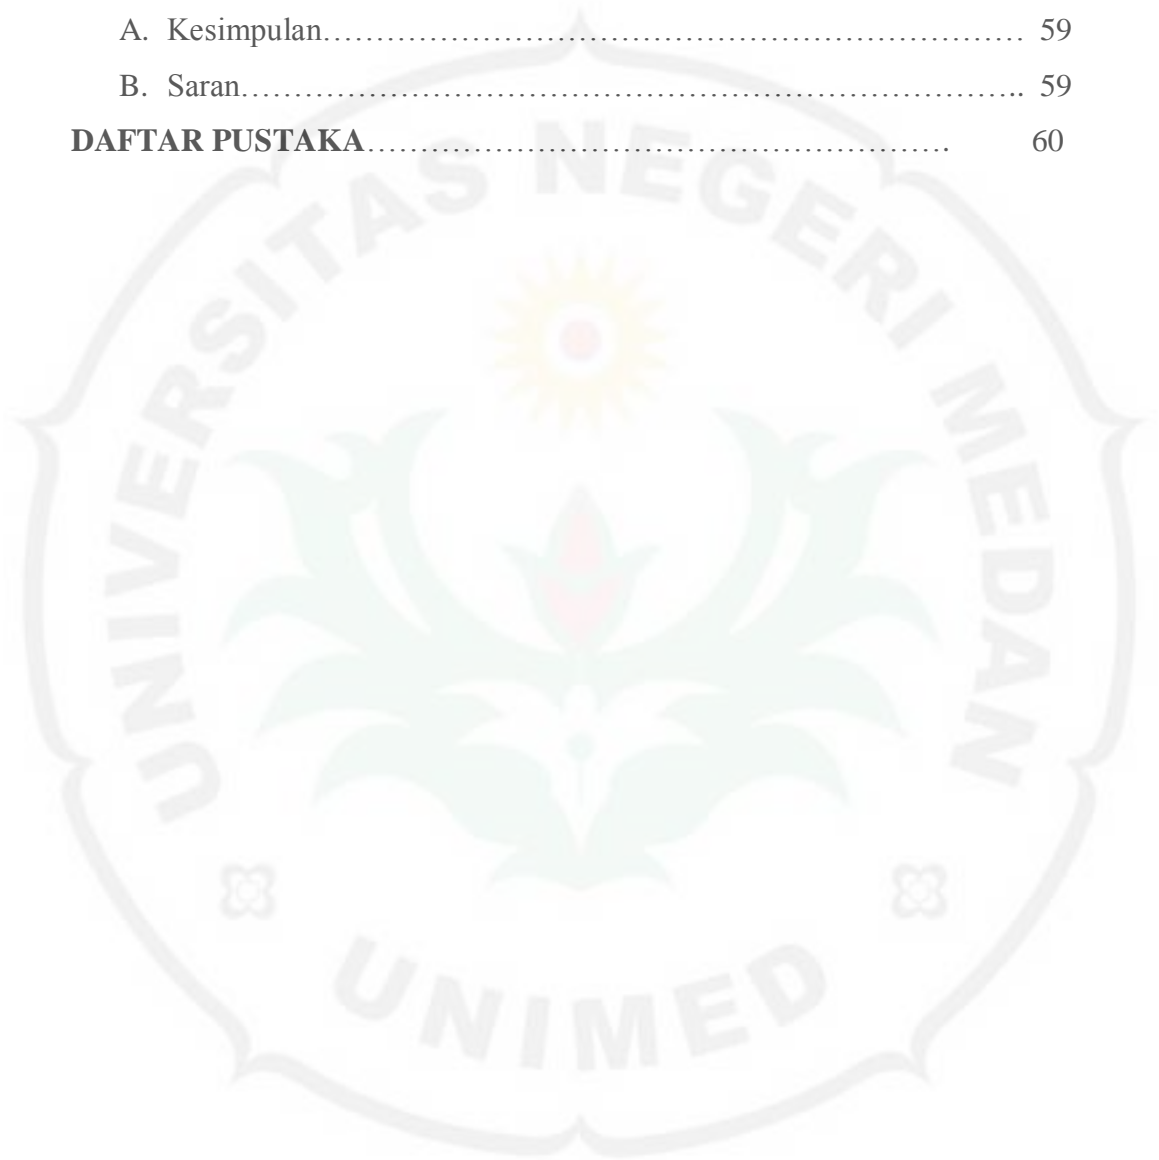 A. Kesimpulan………………………………………………………… 59
B. Saran……………………………………………………………….. 59
DAFTAR PUSTAKA………………………………………………. 60
UNIVERSITAS NEGERI MEDAN
UNIMED